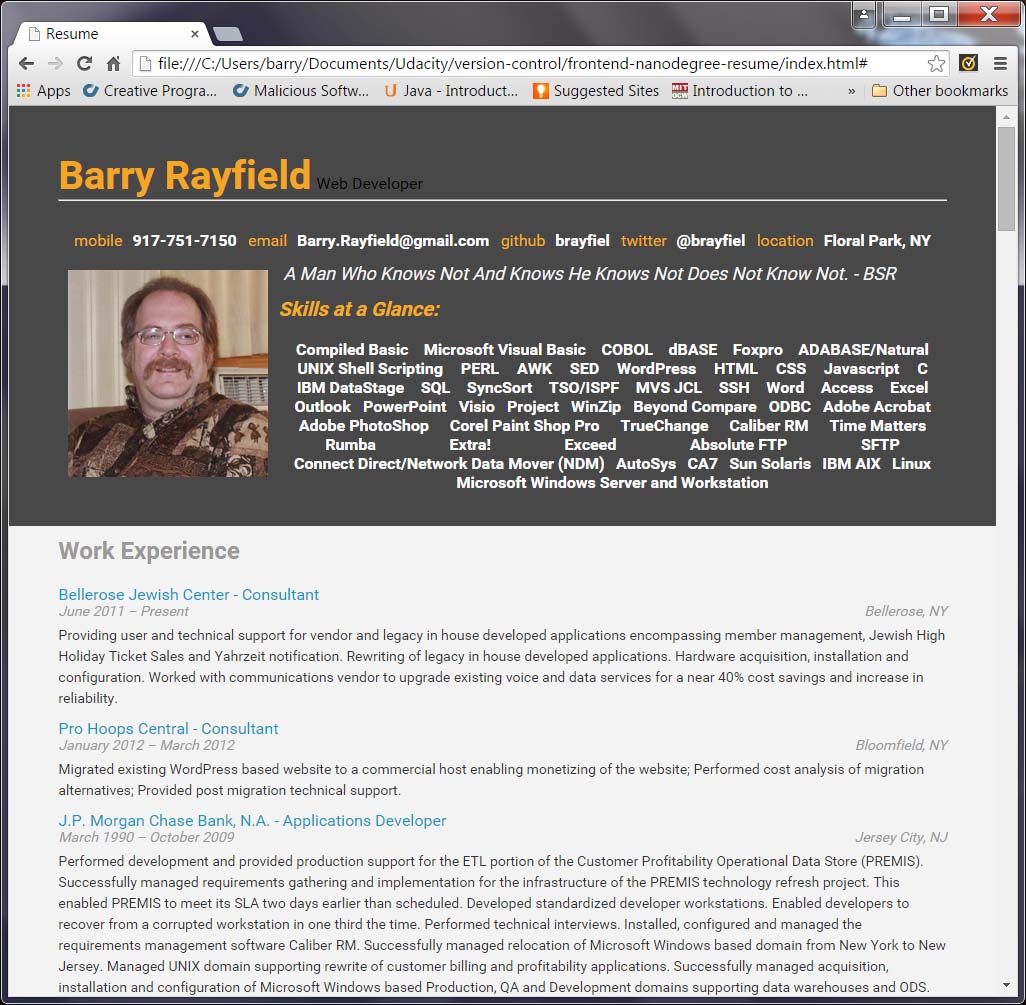 Resume
file:///C:/Users/barry/Documents/Udacity/version-control/frontend-nanodegree-resume/index.html#
Apps Creative Progra... Malicious Softw... Java - Introduct... Suggested Sites MIT OCW Introduction to ... » Other bookmarks
Barry Rayfield Web Developer
mobile 917-751-7150 email Barry.Rayfield@gmail.com github brayfiel twitter @brayfiel location Floral Park, NY
A Man Who Knows Not And Knows He Knows Not Does Not Know Not. - BSR
Skills at a Glance:
Compiled Basic Microsoft Visual Basic COBOL dBASE Foxpro ADABASE/Natural
UNIX Shell Scripting PERL AWK SED WordPress HTML CSS Javascript C
IBM DataStage SQL SyncSort TSO/ISPF MVS JCL SSH Word Access Excel
Outlook PowerPoint Visio Project WinZip Beyond Compare ODBC Adobe Acrobat
Adobe PhotoShop Corel Paint Shop Pro TrueChange Caliber RM Time Matters
Rumba Extra! Exceed Absolute FTP SFTP
Connect Direct/Network Data Mover (NDM) AutoSys CA7 Sun Solaris IBM AIX Linux
Microsoft Windows Server and Workstation
Work Experience
Bellerose Jewish Center - Consultant
June 2011 – Present Bellerose, NY
Providing user and technical support for vendor and legacy in house developed applications encompassing member management, Jewish High
Holiday Ticket Sales and Yahrzeit notification. Rewriting of legacy in house developed applications. Hardware acquisition, installation and
configuration. Worked with communications vendor to upgrade existing voice and data services for a near 40% cost savings and increase in
reliability.
Pro Hoops Central - Consultant
January 2012 – March 2012 Bloomfield, NY
Migrated existing WordPress based website to a commercial host enabling monetizing of the website; Performed cost analysis of migration
alternatives; Provided post migration technical support.
J.P. Morgan Chase Bank, N.A. - Applications Developer
March 1990 – October 2009 Jersey City, NJ
Performed development and provided production support for the ETL portion of the Customer Profitability Operational Data Store (PREMIS).
Successfully managed requirements gathering and implementation for the infrastructure of the PREMIS technology refresh project. This
enabled PREMIS to meet its SLA two days earlier than scheduled. Developed standardized developer workstations. Enabled developers to
recover from a corrupted workstation in one third the time. Performed technical interviews. Installed, configured and managed the
requirements management software Caliber RM. Successfully managed relocation of Microsoft Windows based domain from New York to New
Jersey. Managed UNIX domain supporting rewrite of customer billing and profitability applications. Successfully managed acquisition,
installation and configuration of Microsoft Windows based Production, QA and Development domains supporting data warehouses and ODS.